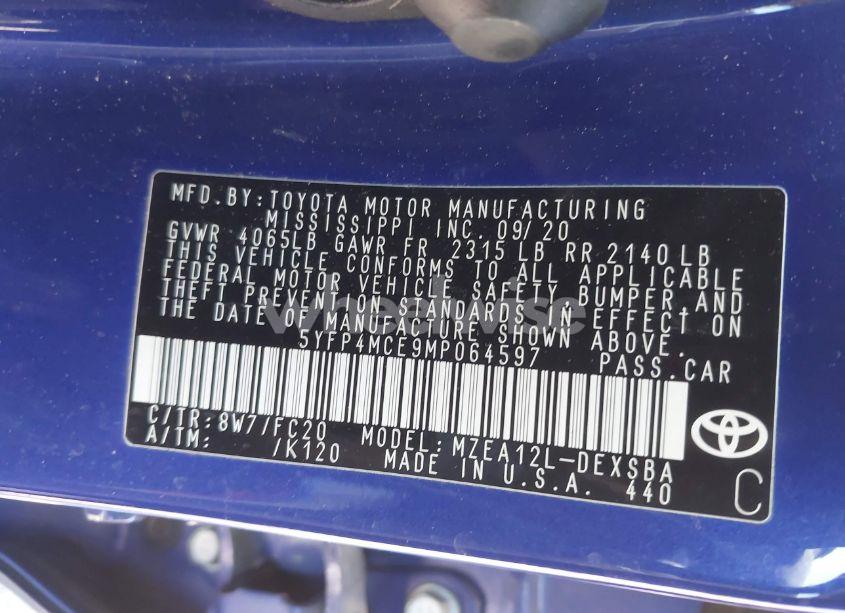 MFD. BY: TOYOTA MOTOR MANUFACTURING
MISSISSIPPI INC. 09/20
GVWR 4065LB GAWR FR 2315 LB RR 2140 LB
THIS VEHICLE CONFORMS TO ALL APPLICABLE
FEDERAL MOTOR VEHICLE SAFETY, BUMPER, AND
THEFT PREVENTION STANDARDS IN EFFECT ON
THE DATE OF MANUFACTURE SHOWN ABOVE.
5YFP4MCE9MP064597 PASS. CAR
C/TR: 8W7/FC20 MODEL: MZEA12L-DEXSBA
A/TM: /K120 MADE IN U.S.A. 440
C
wheelwise